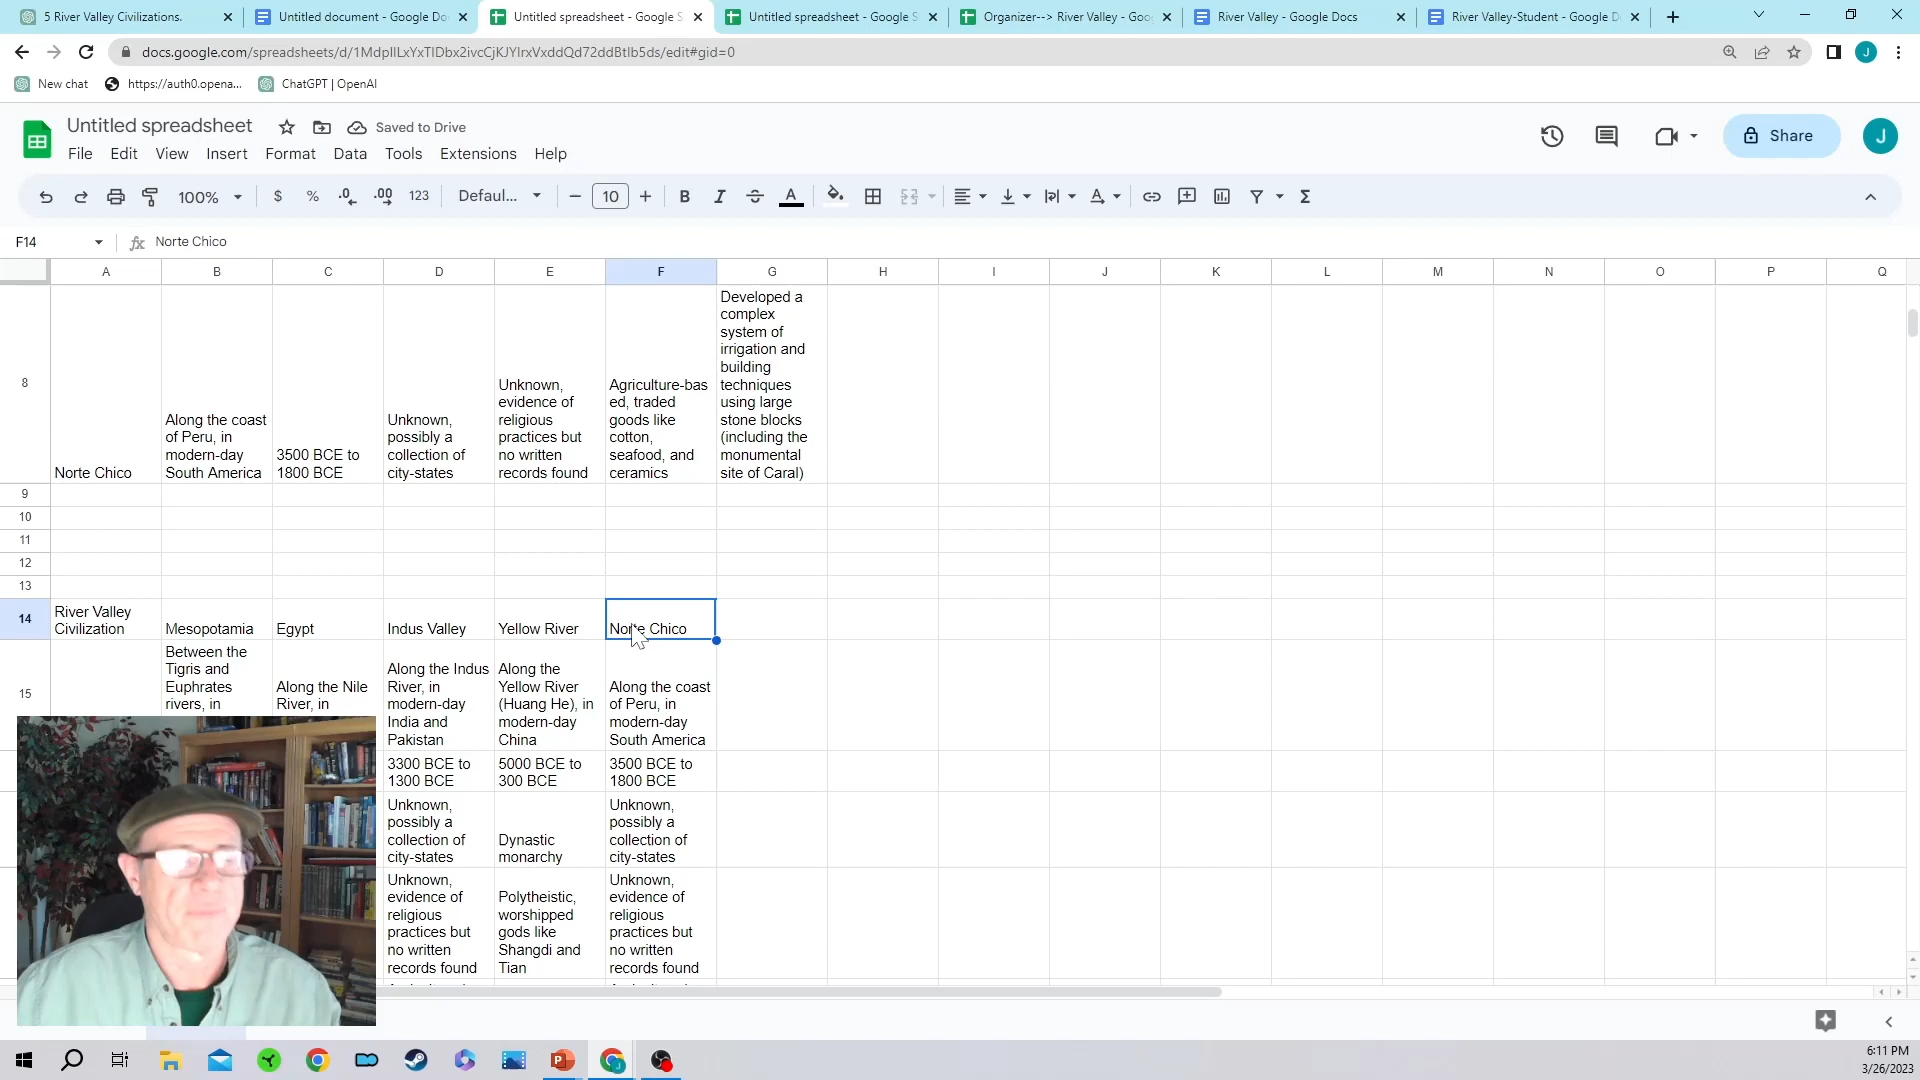 5 River Valley Civilizations.
Untitled document - Google Do
Untitled spreadsheet - Google S
Untitled spreadsheet - Google S
Organizer--> River Valley - Goog
River Valley - Google Docs
River Valley-Student - Google D
New chat
https://auth0.opena...
ChatGPT | OpenAI
Untitled spreadsheet
Saved to Drive
File Edit View Insert Format Data Tools Extensions Help
Share
J
100%
$ % .0 .00 123
Defaul...
10
B I A
F14
Norte Chico
A B C D E F G H I J K L M N O P Q
8
Norte Chico
Along the coast
of Peru, in
modern-day
South America
3500 BCE to
1800 BCE
Unknown,
possibly a
collection of
city-states
Unknown,
evidence of
religious
practices but
no written
records found
Agriculture-bas
ed, traded
goods like
cotton,
seafood, and
ceramics
Developed a
complex
system of
irrigation and
building
techniques
using large
stone blocks
(including the
monumental
site of Caral)
9
10
11
12
13
14
River Valley
Civilization
Mesopotamia
Egypt
Indus Valley
Yellow River
Norte Chico
15
Between the
Tigris and
Euphrates
rivers, in
Along the Nile
River, in
Along the Indus
River, in
modern-day
India and
Pakistan
Along the
Yellow River
(Huang He), in
modern-day
China
Along the coast
of Peru, in
modern-day
South America
3300 BCE to
1300 BCE
5000 BCE to
300 BCE
3500 BCE to
1800 BCE
Unknown,
possibly a
collection of
city-states
Dynastic
monarchy
Unknown,
possibly a
collection of
city-states
Unknown,
evidence of
religious
practices but
no written
records found
Polytheistic,
worshipped
gods like
Shangdi and
Tian
Unknown,
evidence of
religious
practices but
no written
records found
6:11 PM
3/26/2023